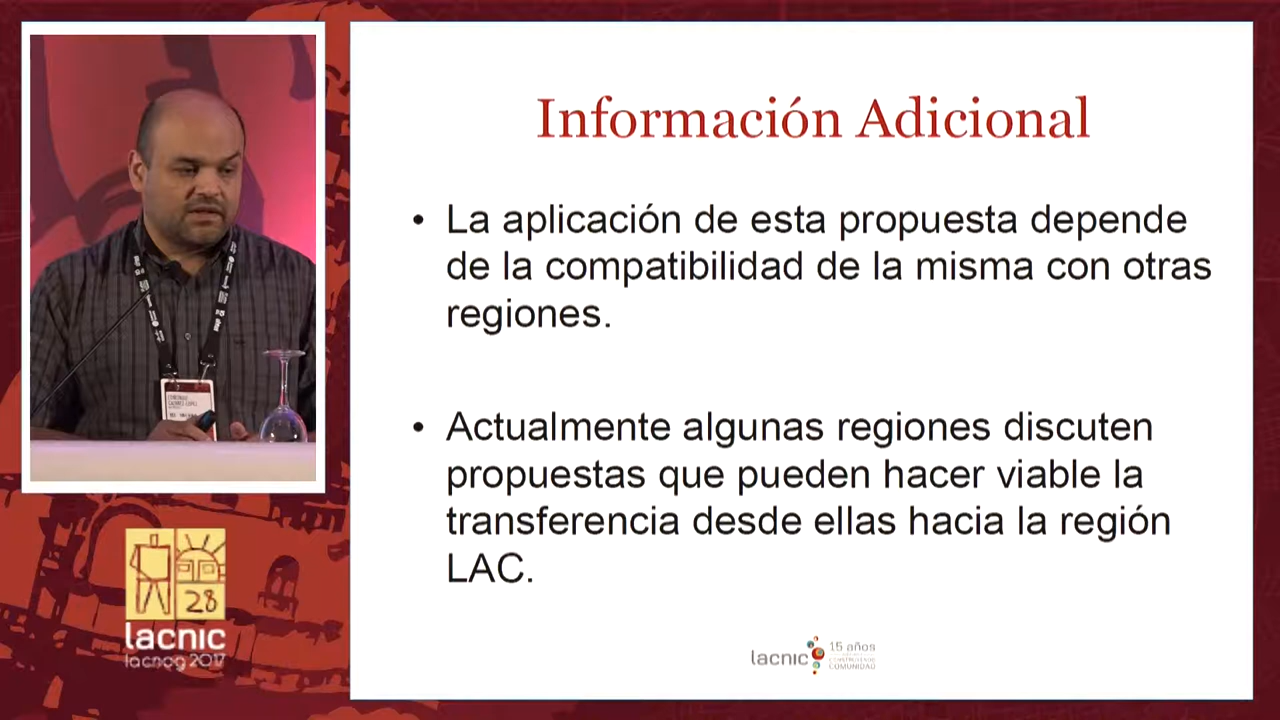 Información Adicional
• La aplicación de esta propuesta depende
de la compatibilidad de la misma con otras
regiones.
• Actualmente algunas regiones discuten
propuestas que pueden hacer viable la
transferencia desde ellas hacia la región
LAC.
28
lacnic
lacnog 2017
lacnic
15 años
CONSTRUYENDO
COMUNIDAD